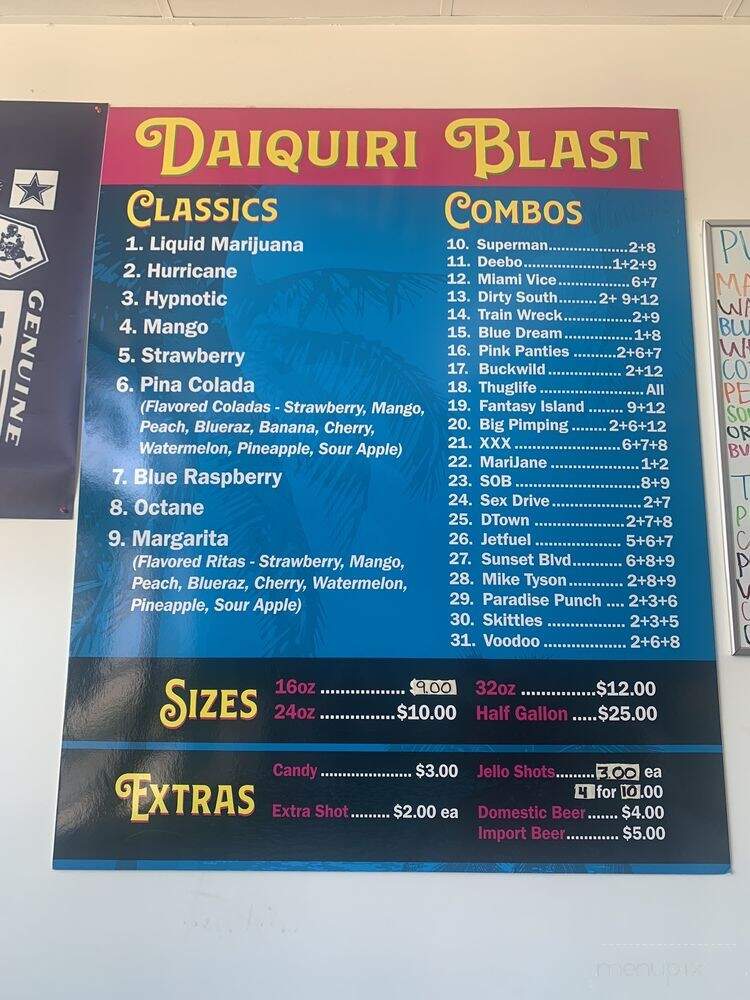 DAIQUIRI BLAST
CLASSICS
1. Liquid Marijuana
2. Hurricane
3. Hypnotic
4. Mango
5. Strawberry
6. Pina Colada
(Flavored Coladas - Strawberry, Mango,
Peach, Blueraz, Banana, Cherry,
Watermelon, Pineapple, Sour Apple)
7. Blue Raspberry
8. Octane
9. Margarita
(Flavored Ritas - Strawberry, Mango,
Peach, Blueraz, Cherry, Watermelon,
Pineapple, Sour Apple)
COMBOS
10. Superman....................2+8
11. Deebo......................1+2+9
12. Miami Vice................... 6+7
13. Dirty South......... 2+ 9+12
14. Train Wreck.................2+9
15. Blue Dream..................1+8
16. Pink Panties ...........2+6+7
17. Buckwild .................... 2+12
18. Thuglife ...........................All
19. Fantasy Island ........ 9+12
20. Big Pimping ..........2+6+12
21. XXX ..........................6+7+8
22. MariJane ......................1+2
23. SOB ..............................8+9
24. Sex Drive.....................2+7
25. DTown ....................2+7+8
26. Jetfuel ................... 5+6+7
27. Sunset Blvd............ 6+8+9
28. Mike Tyson.............2+8+9
29. Paradise Punch .... 2+3+6
30. Skittles ................. 2+3+5
31. Voodoo ................. 2+6+8
SIZES
16oz ................. $9.00
24oz ...............$10.00
32oz ...............$12.00
Half Gallon .....$25.00
EXTRAS
Candy .................. $3.00
Extra Shot......... $2.00 ea
Jello Shots........3.00 ea
4 for 10.00
Domestic Beer...... $4.00
Import Beer............ $5.00
GENUINE
menupix